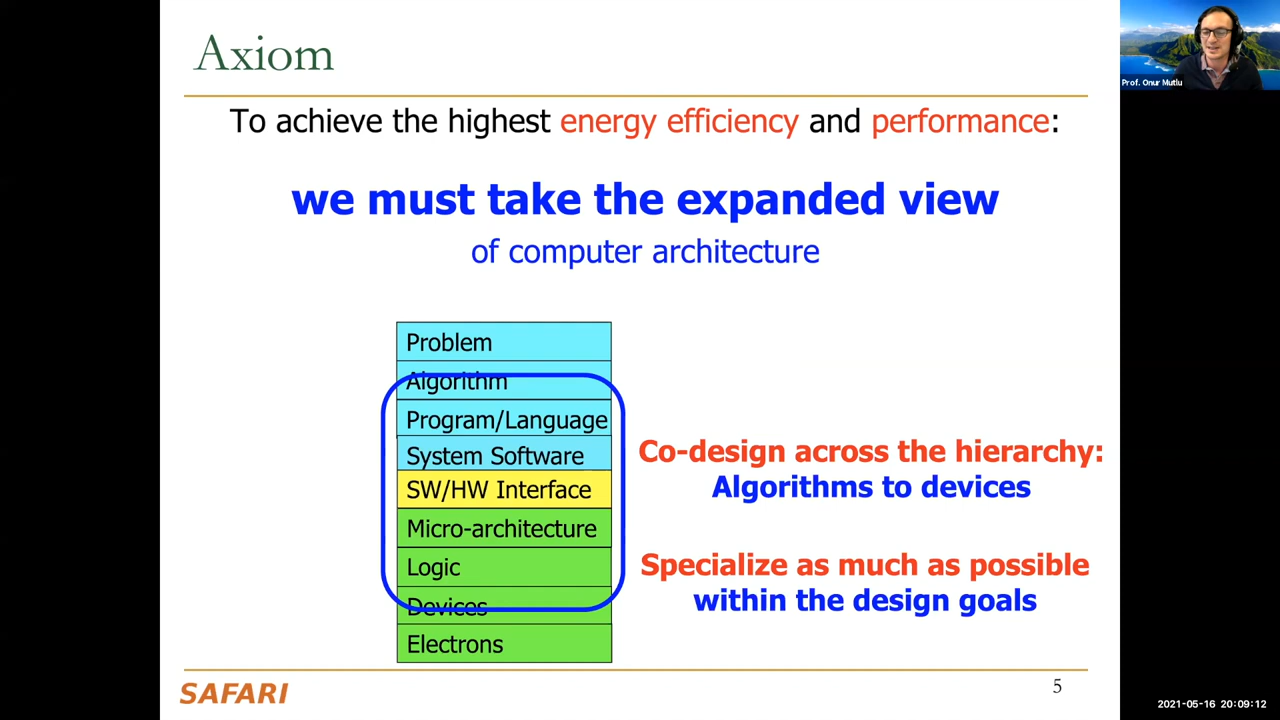 Axiom
Prof. Onur Mutlu
To achieve the highest energy efficiency and performance:
we must take the expanded view
of computer architecture
Problem
Algorithm
Program/Language
System Software
SW/HW Interface
Micro-architecture
Logic
Devices
Electrons
Co-design across the hierarchy:
Algorithms to devices
Specialize as much as possible
within the design goals
SAFARI
5
2021-05-16 20:09:12